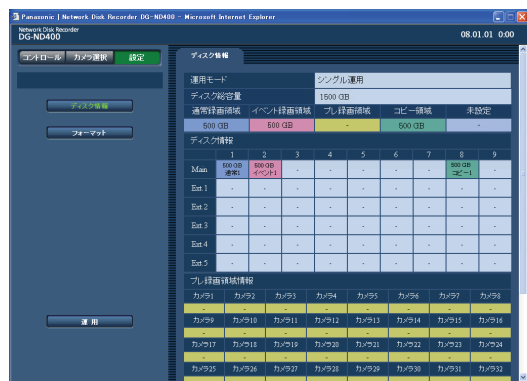 Panasonic | Network Disk Recorder DG-ND400 - Microsoft Internet Explorer
Network Disk Recorder
DG-ND400
08.01.01 0:00
コントロール カメラ選択 設定
ディスク情報
フォーマット
運用
ディスク情報
運用モード シングル運用
ディスク総容量 1500 GB
通常録画領域 イベント録画領域 プレ録画領域 コピー領域 未設定
500 GB 500 GB - 500 GB -
ディスク情報
1 2 3 4 5 6 7 8 9
Main 500 GB 通常1 500 GB イベント1 - - - - - 500 GB コピー1 -
Ext.1 - - - - - - - - -
Ext.2 - - - - - - - - -
Ext.3 - - - - - - - - -
Ext.4 - - - - - - - - -
Ext.5 - - - - - - - - -
プレ録画領域情報
カメラ1 カメラ2 カメラ3 カメラ4 カメラ5 カメラ6 カメラ7 カメラ8
- - - - - - - -
カメラ9 カメラ10 カメラ11 カメラ12 カメラ13 カメラ14 カメラ15 カメラ16
- - - - - - - -
カメラ17 カメラ18 カメラ19 カメラ20 カメラ21 カメラ22 カメラ23 カメラ24
- - - - - - - -
カメラ25 カメラ26 カメラ27 カメラ28 カメラ29 カメラ30 カメラ31 カメラ32